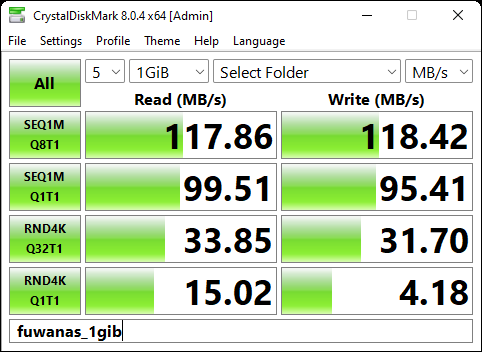 CrystalDiskMark 8.0.4 x64 [Admin]
File Settings Profile Theme Help Language
All 5 1GiB Select Folder MB/s
Read (MB/s) Write (MB/s)
SEQ1M
Q8T1 117.86 118.42
SEQ1M
Q1T1 99.51 95.41
RND4K
Q32T1 33.85 31.70
RND4K
Q1T1 15.02 4.18
fuwanas_1gib